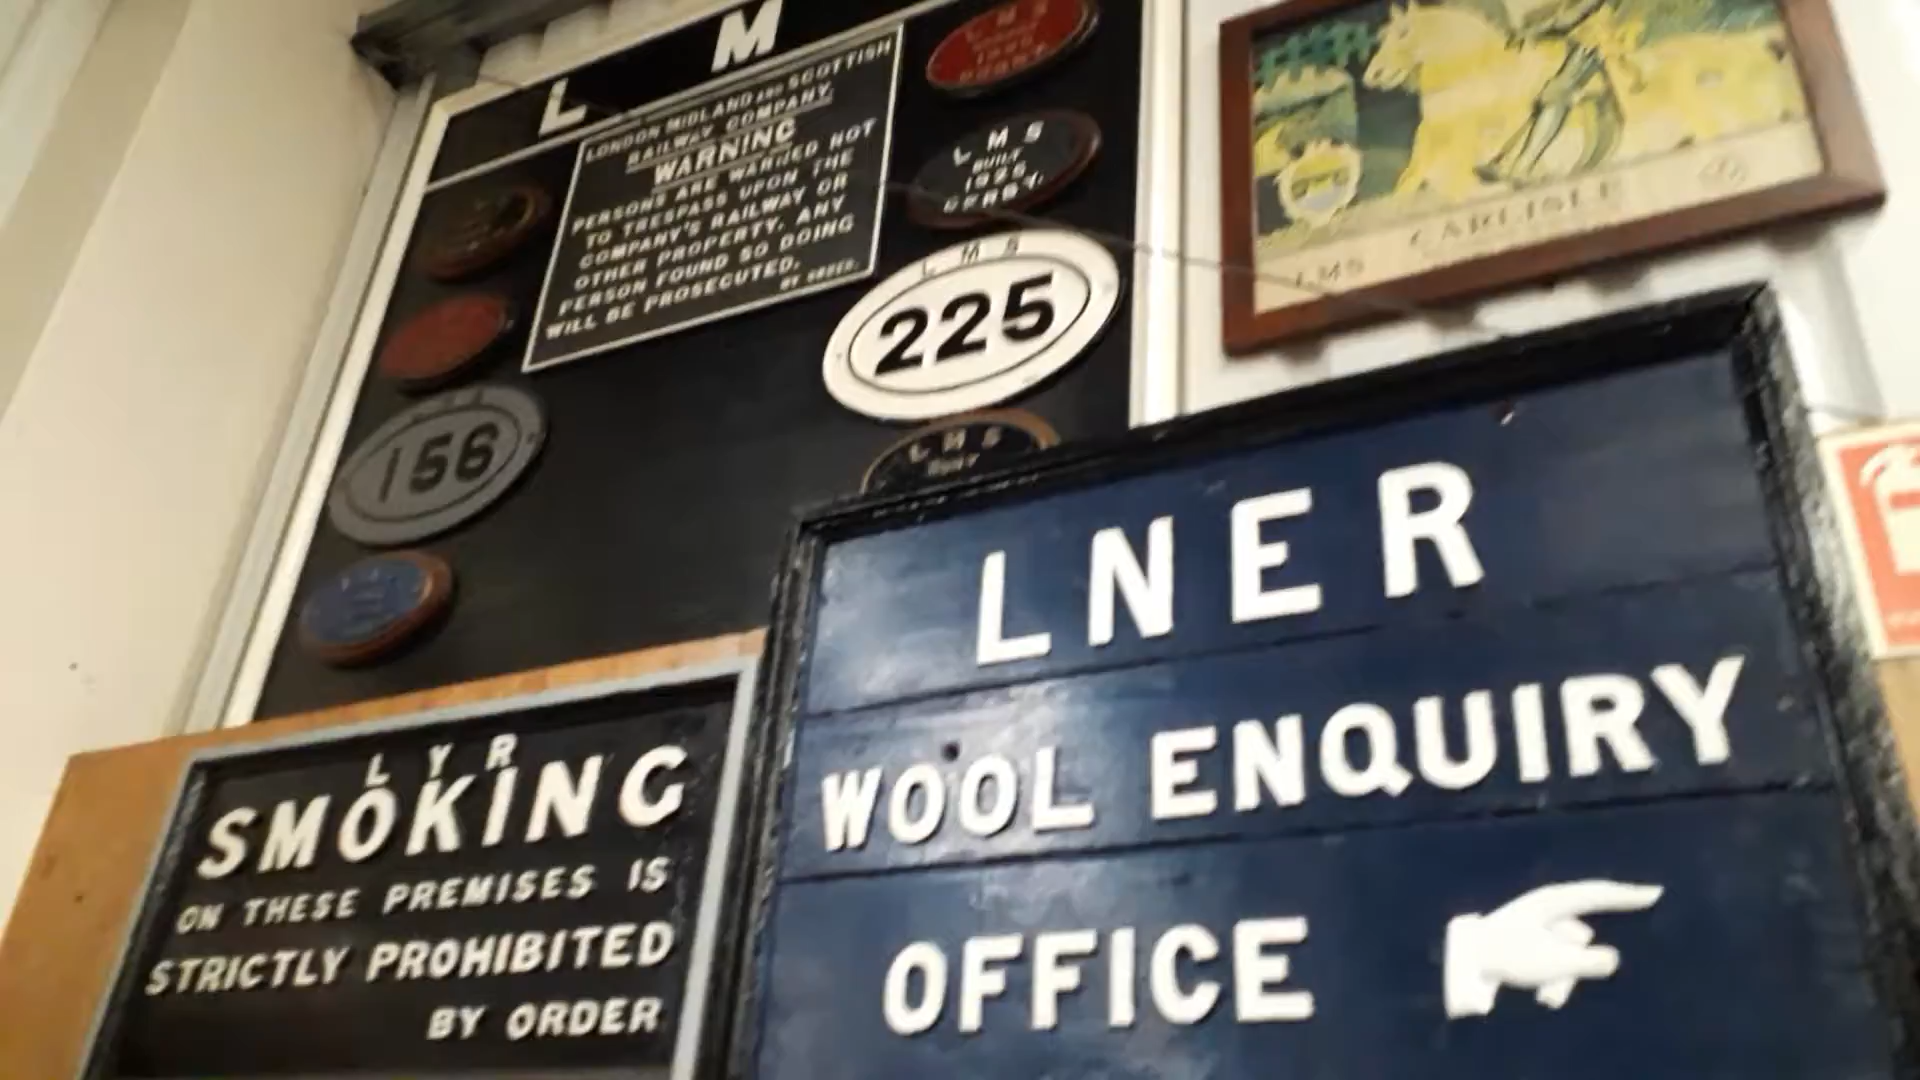 L M
LONDON MIDLAND AND SCOTTISH
RAILWAY COMPANY.
WARNING
PERSONS ARE WARNED NOT
TO TRESPASS UPON THE
COMPANY'S RAILWAY OR
OTHER PROPERTY. ANY
PERSON FOUND SO DOING
WILL BE PROSECUTED.
BY ORDER.
L M S
L M S
BUILT
1925
DERBY.
L M S
225
L M S
BUILT
156
CARLISLE
LMS
LNER
WOOL ENQUIRY
OFFICE
L Y R
SMOKING
ON THESE PREMISES IS
STRICTLY PROHIBITED
BY ORDER